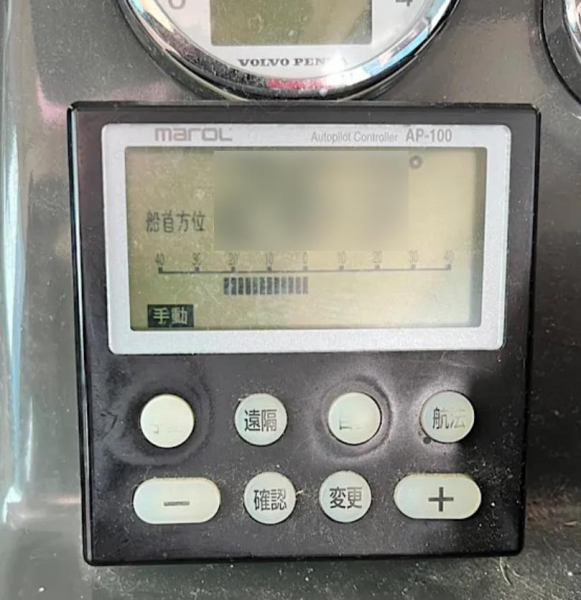 VOLVO PENTA
marol Autopilot Controller AP-100
船首方位
40 30 20 10 0 10 20 30 40
手動
遠隔 航法
− 確認 変更 +